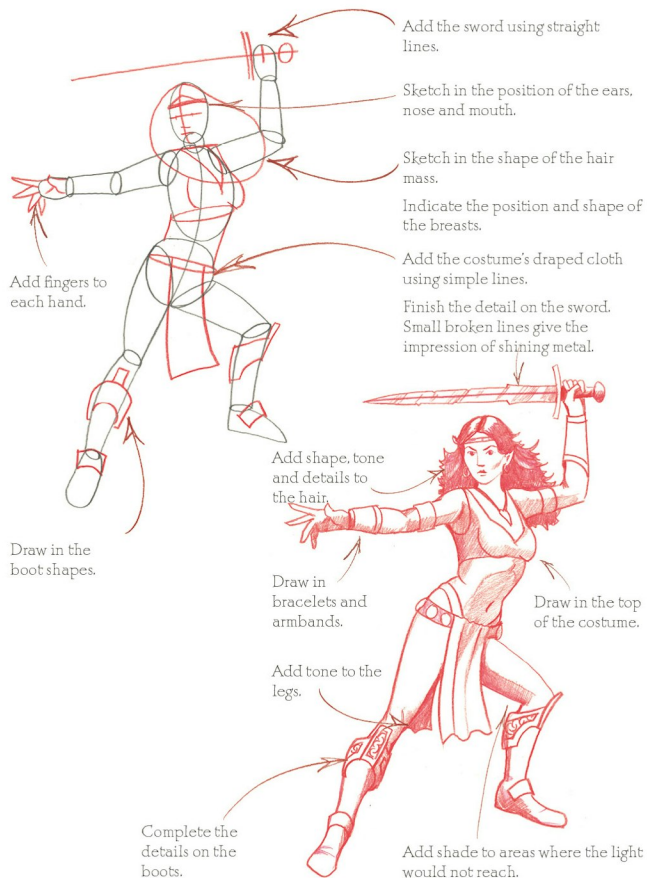 Add the sword using straight
lines.
Sketch in the position of the ears,
nose and mouth.
Sketch in the shape of the hair
mass.
Indicate the position and shape of
the breasts.
Add the costume's draped cloth
using simple lines.
Add fingers to
each hand.
Finish the detail on the sword.
Small broken lines give the
impression of shining metal.
Add shape, tone
and details to
the hair.
Draw in the
boot shapes.
Draw in
bracelets and
armbands.
Draw in the top
of the costume.
Add tone to the
legs.
Complete the
details on the
boots.
Add shade to areas where the light
would not reach.